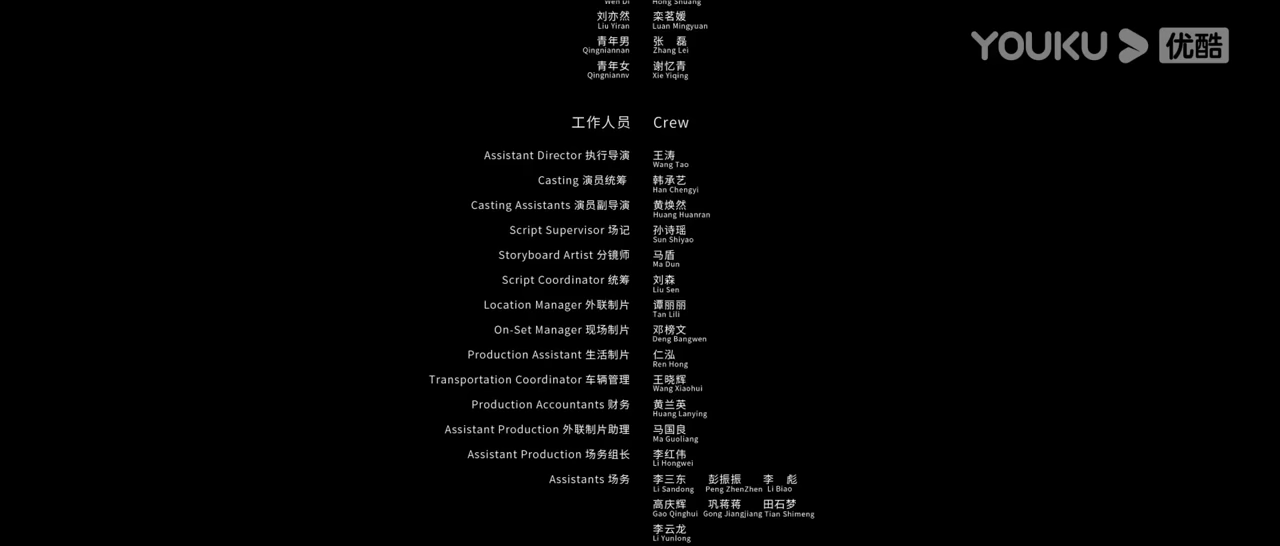 Wen Di Hong Shuang
刘亦然 栾茗媛
Liu Yiran Luan Mingyuan
青年男 张 磊
Qingniannan Zhang Lei
青年女 谢忆青
Qingniannv Xie Yiqing
YOUKU 优酷
工作人员 Crew
Assistant Director 执行导演 王涛
Wang Tao
Casting 演员统筹 韩承艺
Han Chengyi
Casting Assistants 演员副导演 黄焕然
Huang Huanran
Script Supervisor 场记 孙诗瑶
Sun Shiyao
Storyboard Artist 分镜师 马盾
Ma Dun
Script Coordinator 统筹 刘森
Liu Sen
Location Manager 外联制片 谭丽丽
Tan Lili
On-Set Manager 现场制片 邓榜文
Deng Bangwen
Production Assistant 生活制片 仁泓
Ren Hong
Transportation Coordinator 车辆管理 王晓辉
Wang Xiaohui
Production Accountants 财务 黄兰英
Huang Lanying
Assistant Production 外联制片助理 马国良
Ma Guoliang
Assistant Production 场务组长 李红伟
Li Hongwei
Assistants 场务 李三东 彭振振 李 彪
Li Sandong Peng ZhenZhen Li Biao
高庆辉 巩蒋蒋 田石梦
Gao Qinghui Gong Jiangjiang Tian Shimeng
李云龙
Li Yunlong